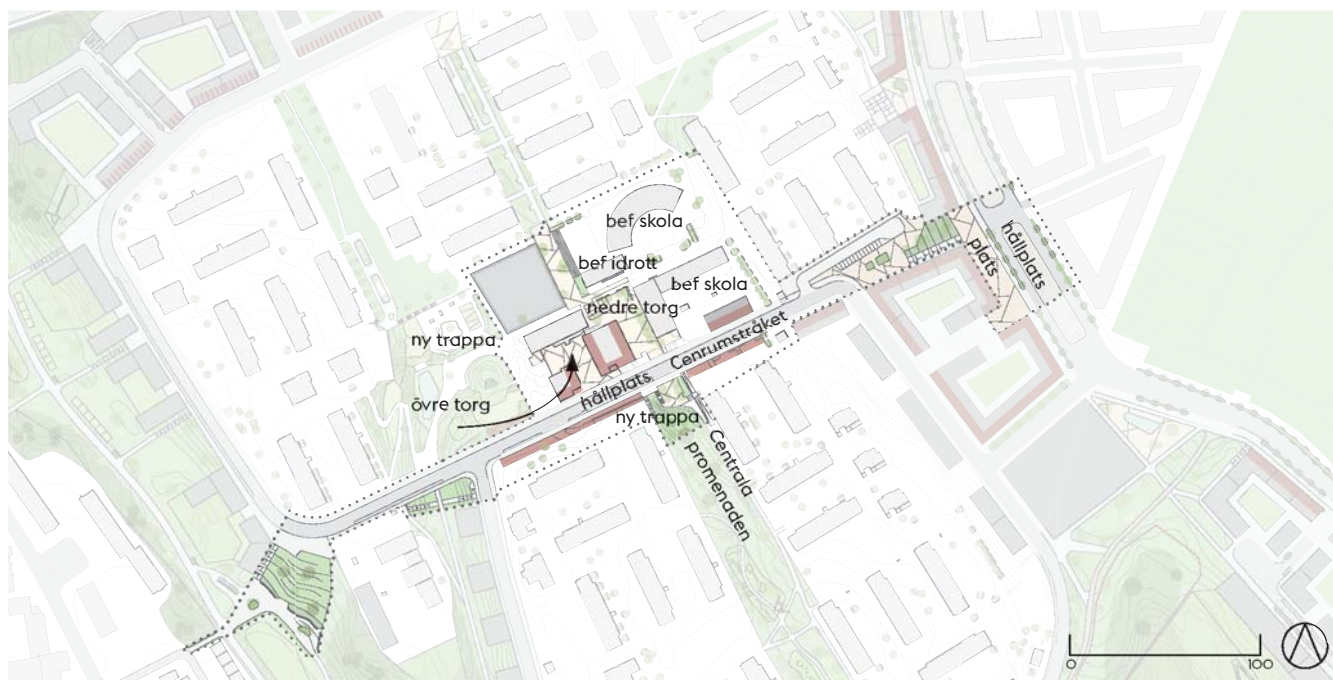 bef skola
hållplats
plats
bef idrott
bef skola
nedre torg
ny trappa
Cenrumstråket
övre torg
hållplats
ny trappa
Centrala
promenaden
0
100